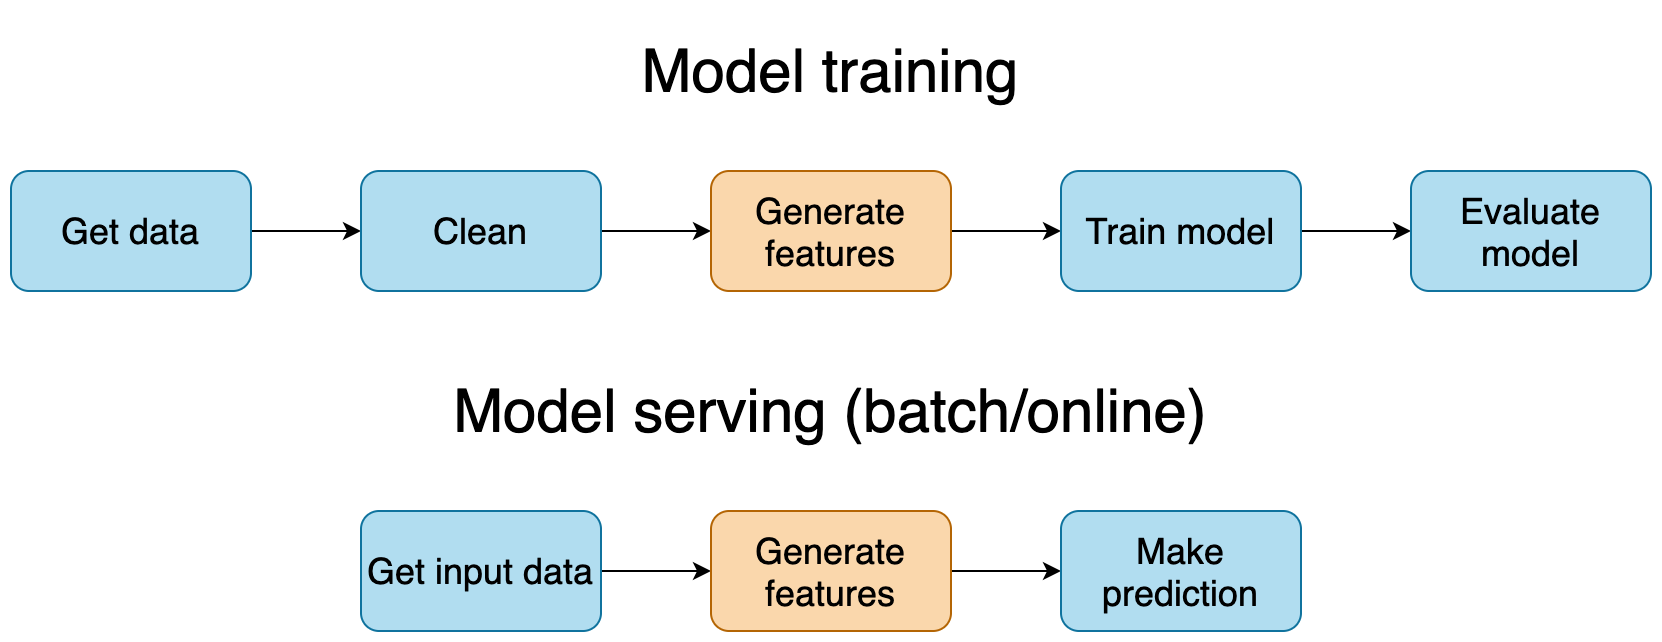 Model training
Get data
Clean
Generate
features
Train model
Evaluate
model
Model serving (batch/online)
Get input data
Generate
features
Make
prediction